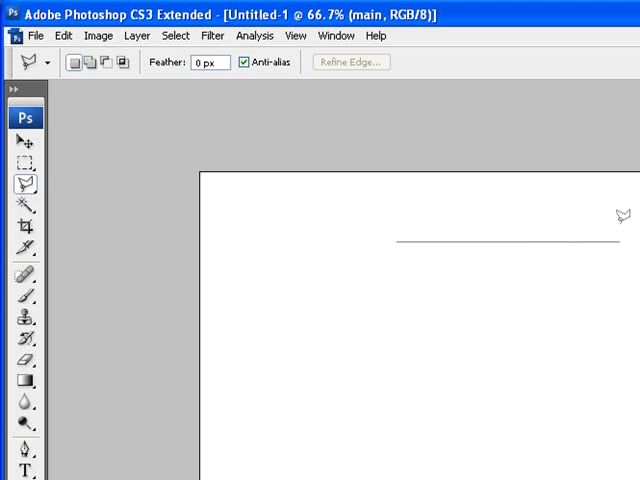 Adobe Photoshop CS3 Extended - [Untitled-1 @ 66.7% (main, RGB/8)]
File Edit Image Layer Select Filter Analysis View Window Help
Feather: 0 px Anti-alias Refine Edge...
Ps
T